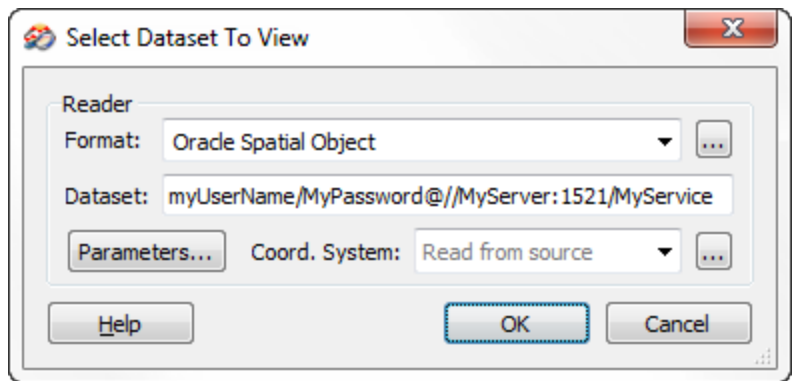 Select Dataset To View
Reader
Format: Oracle Spatial Object ...
Dataset: myUserName/MyPassword@//MyServer:1521/MyService
Parameters... Coord. System: Read from source ...
Help OK Cancel